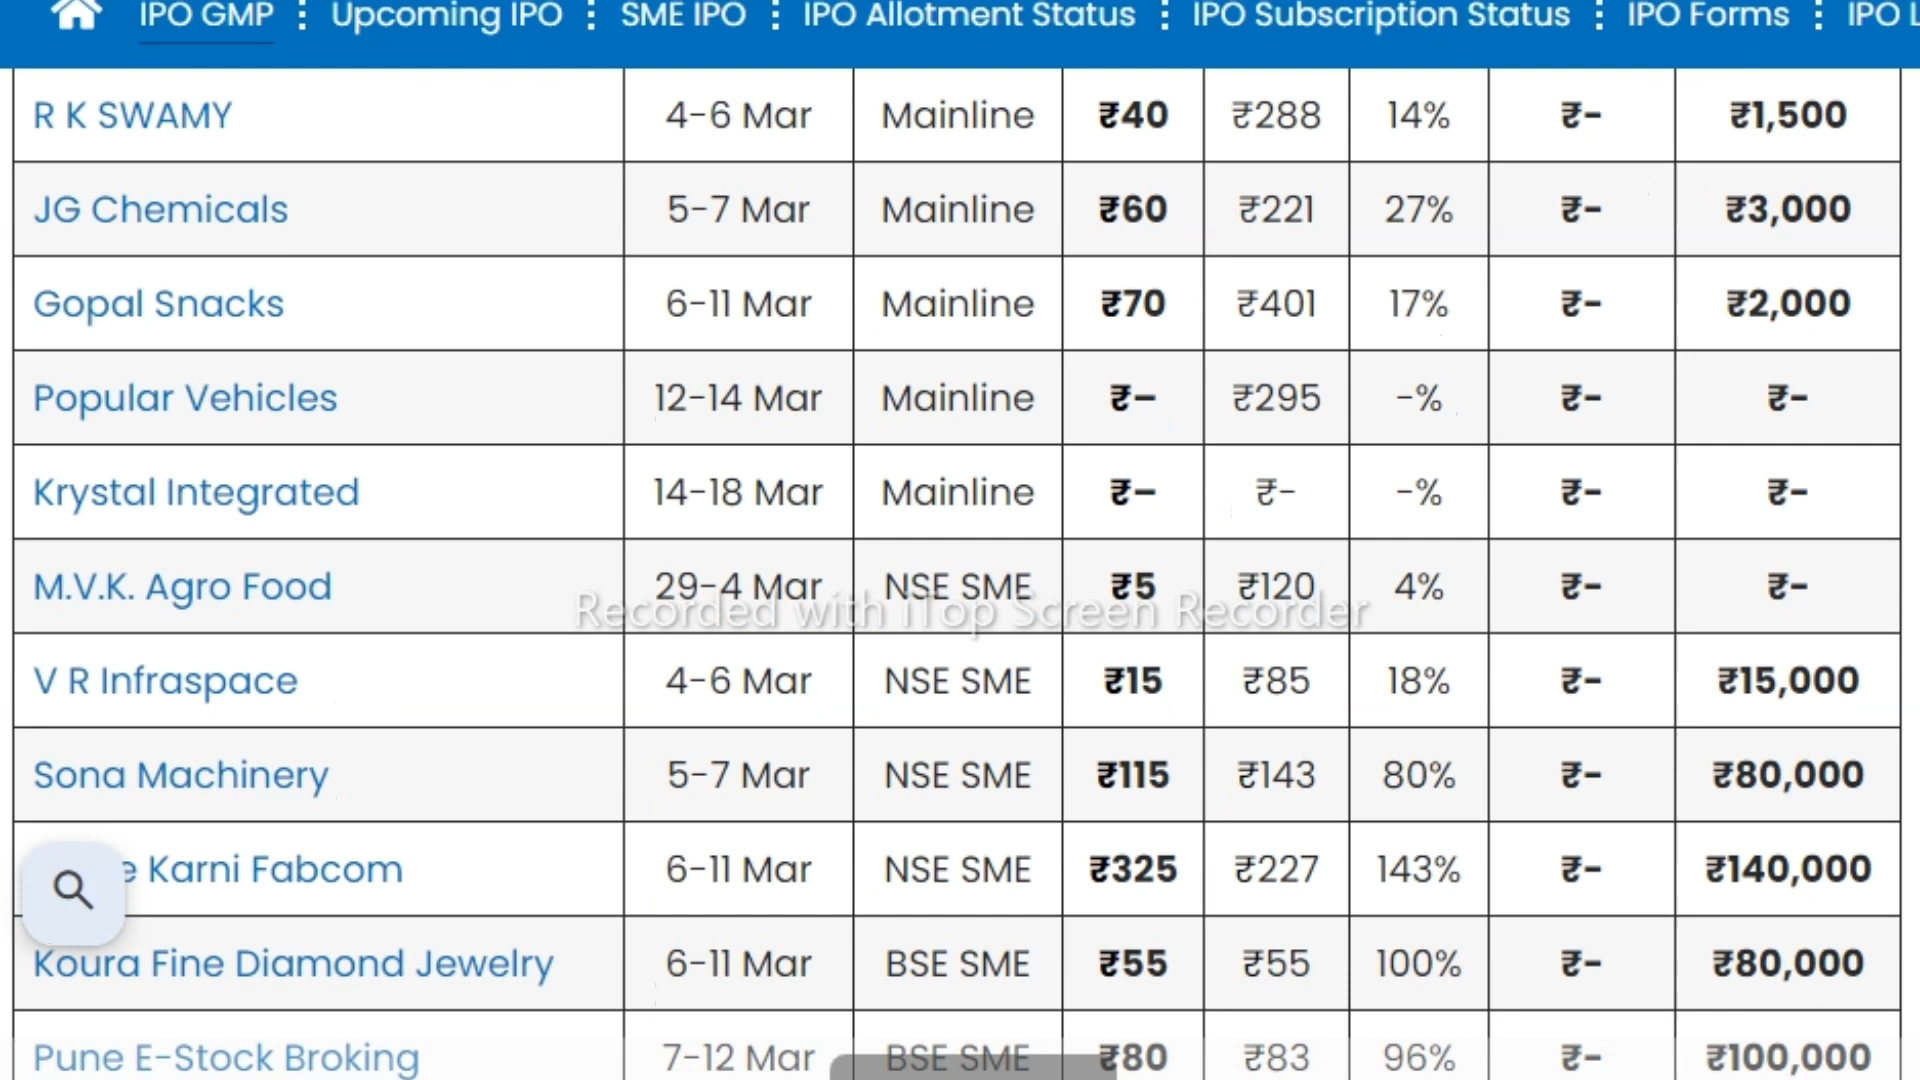 IPO GMP ⋮ Upcoming IPO ⋮ SME IPO ⋮ IPO Allotment Status ⋮ IPO Subscription Status ⋮ IPO Forms ⋮ IPO
R K SWAMY 4-6 Mar Mainline ₹40 ₹288 14% ₹- ₹1,500
JG Chemicals 5-7 Mar Mainline ₹60 ₹221 27% ₹- ₹3,000
Gopal Snacks 6-11 Mar Mainline ₹70 ₹401 17% ₹- ₹2,000
Popular Vehicles 12-14 Mar Mainline ₹- ₹295 -% ₹- ₹-
Krystal Integrated 14-18 Mar Mainline ₹- ₹- -% ₹- ₹-
M.V.K. Agro Food 29-4 Mar NSE SME ₹5 ₹120 4% ₹- ₹-
Recorded with iTop Screen Recorder
V R Infraspace 4-6 Mar NSE SME ₹15 ₹85 18% ₹- ₹15,000
Sona Machinery 5-7 Mar NSE SME ₹115 ₹143 80% ₹- ₹80,000
Karni Fabcom 6-11 Mar NSE SME ₹325 ₹227 143% ₹- ₹140,000
Koura Fine Diamond Jewelry 6-11 Mar BSE SME ₹55 ₹55 100% ₹- ₹80,000
Pune E-Stock Broking 7-12 Mar BSE SME ₹80 ₹83 96% ₹- ₹100,000